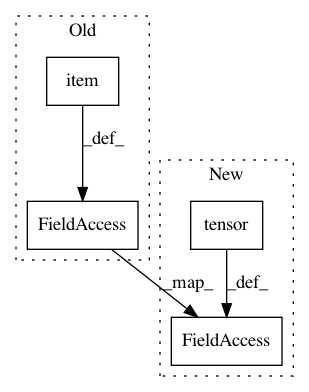 Old
item
_def_
FieldAccess
New
tensor
_map_
_def_
FieldAccess